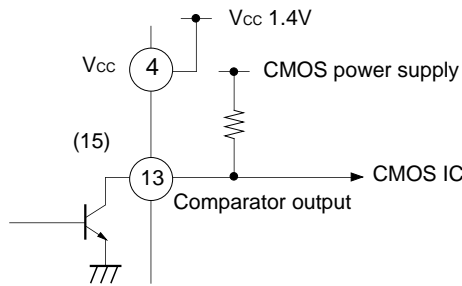 Vcc 1.4V
Vcc
4
CMOS power supply
(15)
13
CMOS IC
Comparator output